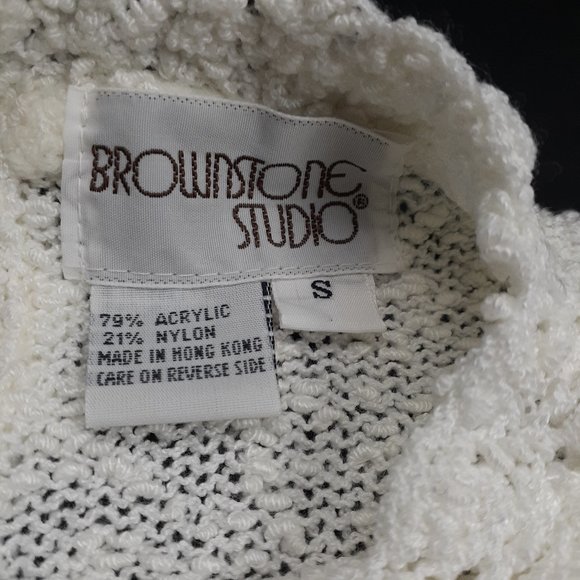 BROWNSTONE
STUDIO®
S
79% ACRYLIC
21% NYLON
MADE IN HONG KONG
CARE ON REVERSE SIDE